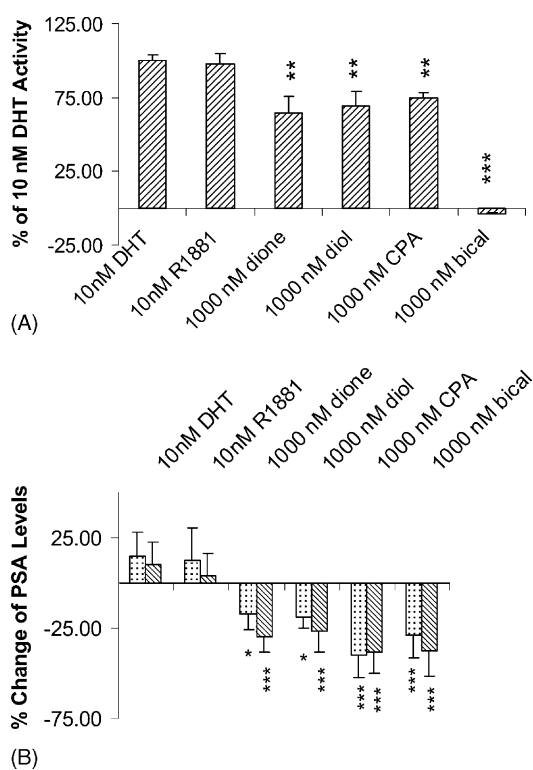 % of 10 nM DHT Activity
125.00
75.00
25.00
-25.00
**
**
**
***
10nM DHT
10nM R1881
1000 nM dione
1000 nM diol
1000 nM CPA
1000 nM bical
(A)
10nM DHT
10nM R1881
1000 nM dione
1000 nM diol
1000 nM CPA
1000 nM bical
% Change of PSA Levels
25.00
-25.00
-75.00
*
***
*
***
***
***
***
***
(B)